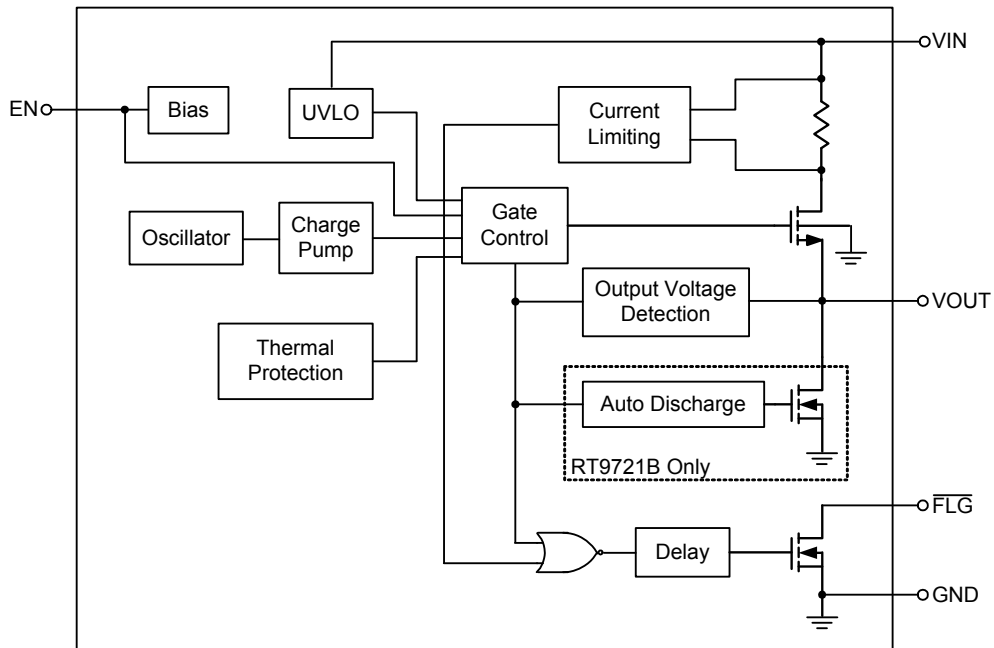 VIN
EN
Bias
UVLO
Current
Limiting
Oscillator
Charge
Pump
Gate
Control
Output Voltage
Detection
VOUT
Thermal
Protection
Auto Discharge
RT9721B Only
FLG
Delay
GND